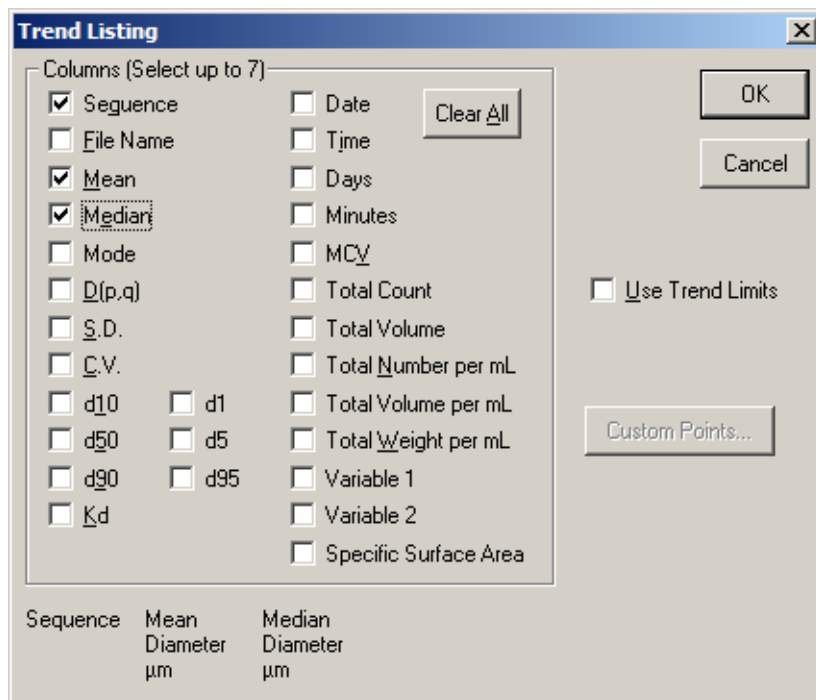 Trend Listing
Columns (Select up to 7)
Sequence
File Name
Mean
Median
Mode
D(p,q)
S.D.
C.V.
d10
d1
d50
d5
d90
d95
Kd
Date
Time
Days
Minutes
MCV
Total Count
Total Volume
Total Number per mL
Total Volume per mL
Total Weight per mL
Variable 1
Variable 2
Specific Surface Area
Clear All
OK
Cancel
Use Trend Limits
Custom Points...
Sequence
Mean
Diameter
µm
Median
Diameter
µm